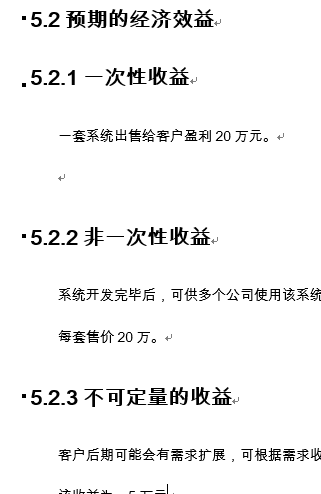 5.2 预期的经济效益
5.2.1 一次性收益
一套系统出售给客户盈利 20 万元。
5.2.2 非一次性收益
系统开发完毕后，可供多个公司使用该系统
每套售价 20 万。
5.2.3 不可定量的收益
客户后期可能会有需求扩展，可根据需求收